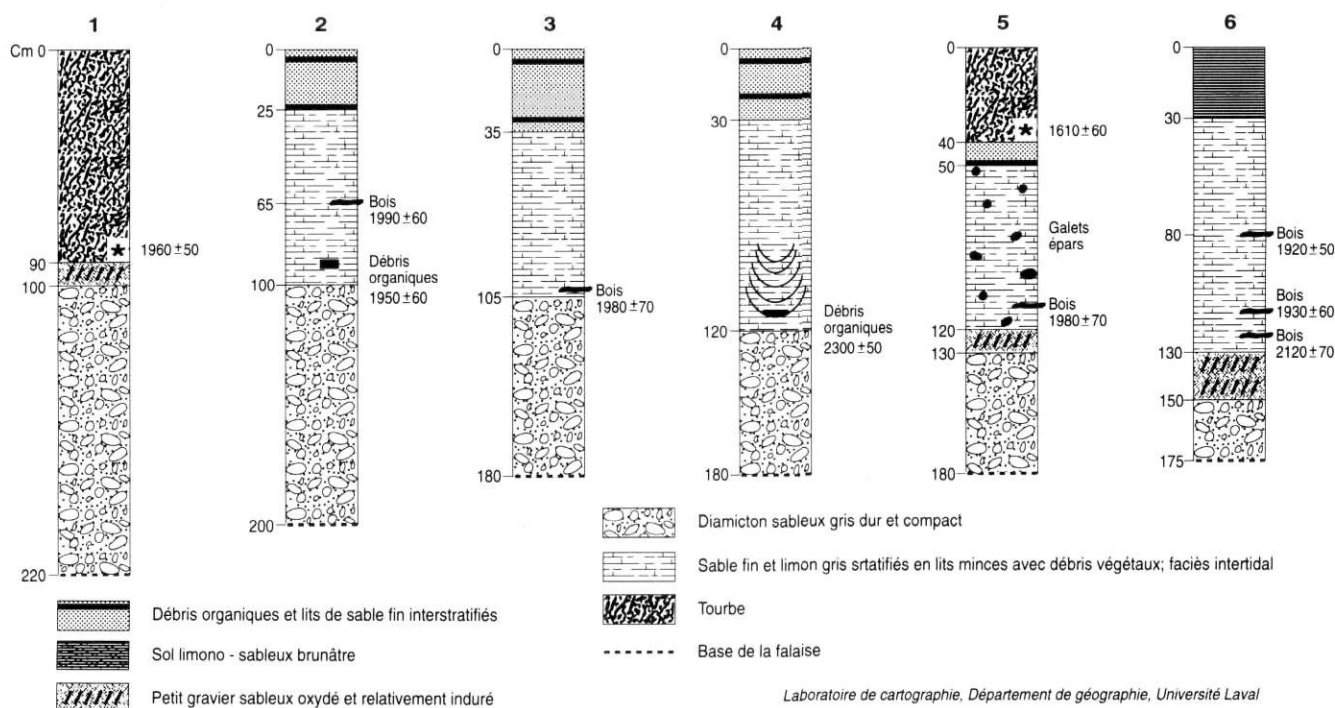 1
Cm 0
1960±50
90
100
220
2
0
25
65
Bois
1990±60
Débris
organiques
1950±60
100
200
3
0
35
105
Bois
1980±70
180
4
0
30
Débris
organiques
2300±50
120
180
5
0
1610±60
40
50
Galets
épars
Bois
1980±70
120
130
180
6
0
30
80
Bois
1920±50
Bois
1930±60
Bois
2120±70
130
150
175
Diamicton sableux gris dur et compact
Sable fin et limon gris srtatifiés en lits minces avec débris végétaux; faciès intertidal
Tourbe
Base de la falaise
Débris organiques et lits de sable fin interstratifiés
Sol limono - sableux brunâtre
Petit gravier sableux oxydé et relativement induré
Laboratoire de cartographie, Département de géographie, Université Laval